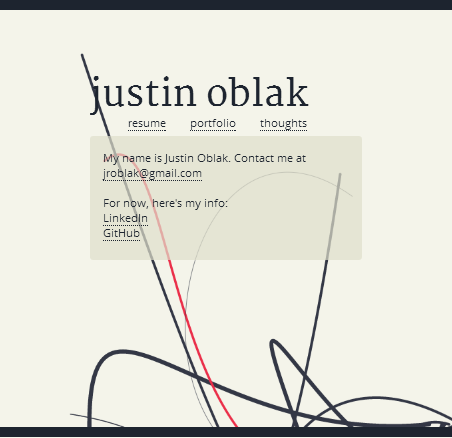 justin oblak
resume portfolio thoughts
My name is Justin Oblak. Contact me at
jroblak@gmail.com
For now, here's my info:
LinkedIn
GitHub